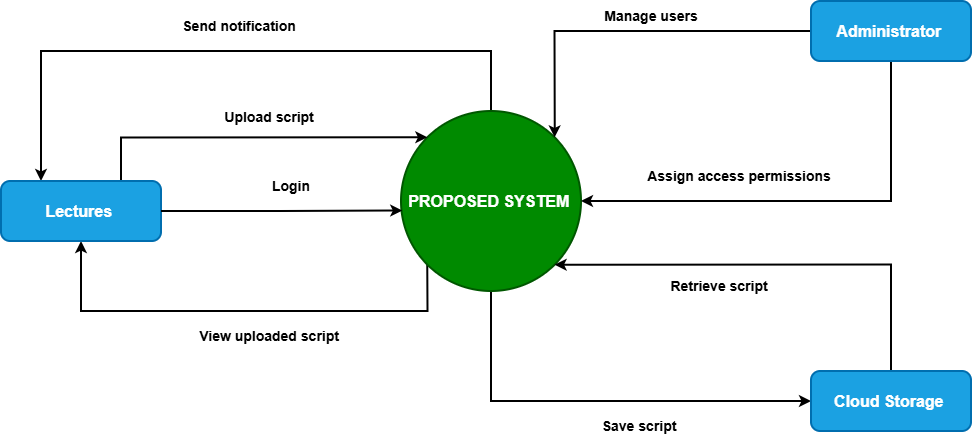 Manage users
Send notification
Administrator
Upload script
Assign access permissions
Login
PROPOSED SYSTEM
Lectures
Retrieve script
View uploaded script
Cloud Storage
Save script